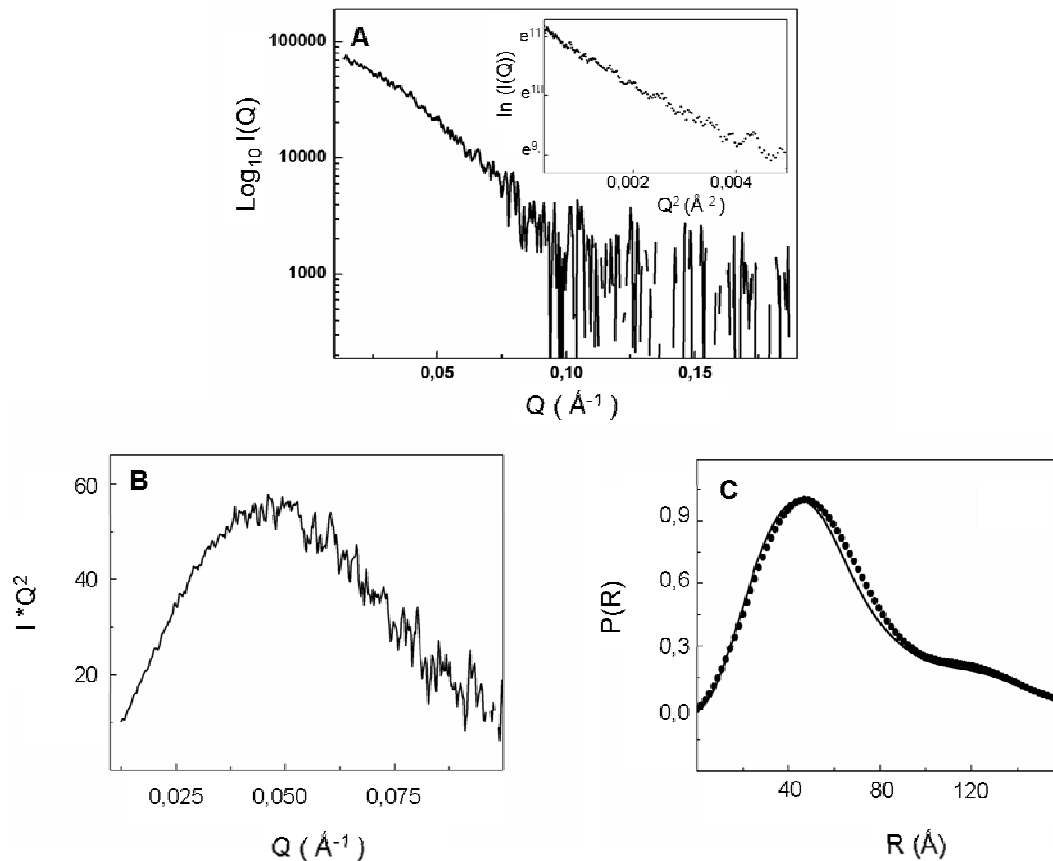 A
100000
10000
1000
Log10 I(Q)
0,05
0,10
0,15
Q ( Å-1)
ln (I(Q))
e11
e10
e9
0,002
0,004
Q2 (Å 2)
B
60
40
20
I *Q2
0,025
0,050
0,075
Q ( Å-1)
C
0,9
0,6
0,3
0,0
P(R)
40
80
120
R (Å)